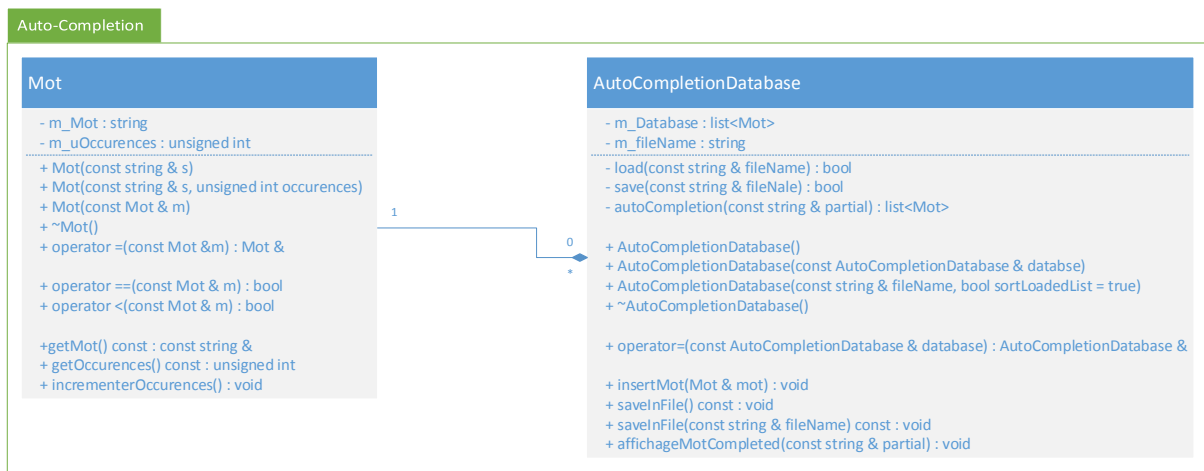 Auto-Completion
Mot
- m_Mot : string
- m_uOccurences : unsigned int
+ Mot(const string & s)
+ Mot(const string & s, unsigned int occurences)
+ Mot(const Mot & m)
+ ~Mot()
+ operator =(const Mot &m) : Mot &
+ operator ==(const Mot & m) : bool
+ operator <(const Mot & m) : bool
+getMot() const : const string &
+ getOccurences() const : unsigned int
+ incrementerOccurences() : void
1
0
*
AutoCompletionDatabase
- m_Database : list<Mot>
- m_fileName : string
- load(const string & fileName) : bool
- save(const string & fileNale) : bool
- autoCompletion(const string & partial) : list<Mot>
+ AutoCompletionDatabase()
+ AutoCompletionDatabase(const AutoCompletionDatabase & databse)
+ AutoCompletionDatabase(const string & fileName, bool sortLoadedList = true)
+ ~AutoCompletionDatabase()
+ operator=(const AutoCompletionDatabase & database) : AutoCompletionDatabase &
+ insertMot(Mot & mot) : void
+ saveInFile() const : void
+ saveInFile(const string & fileName) const : void
+ affichageMotCompleted(const string & partial) : void